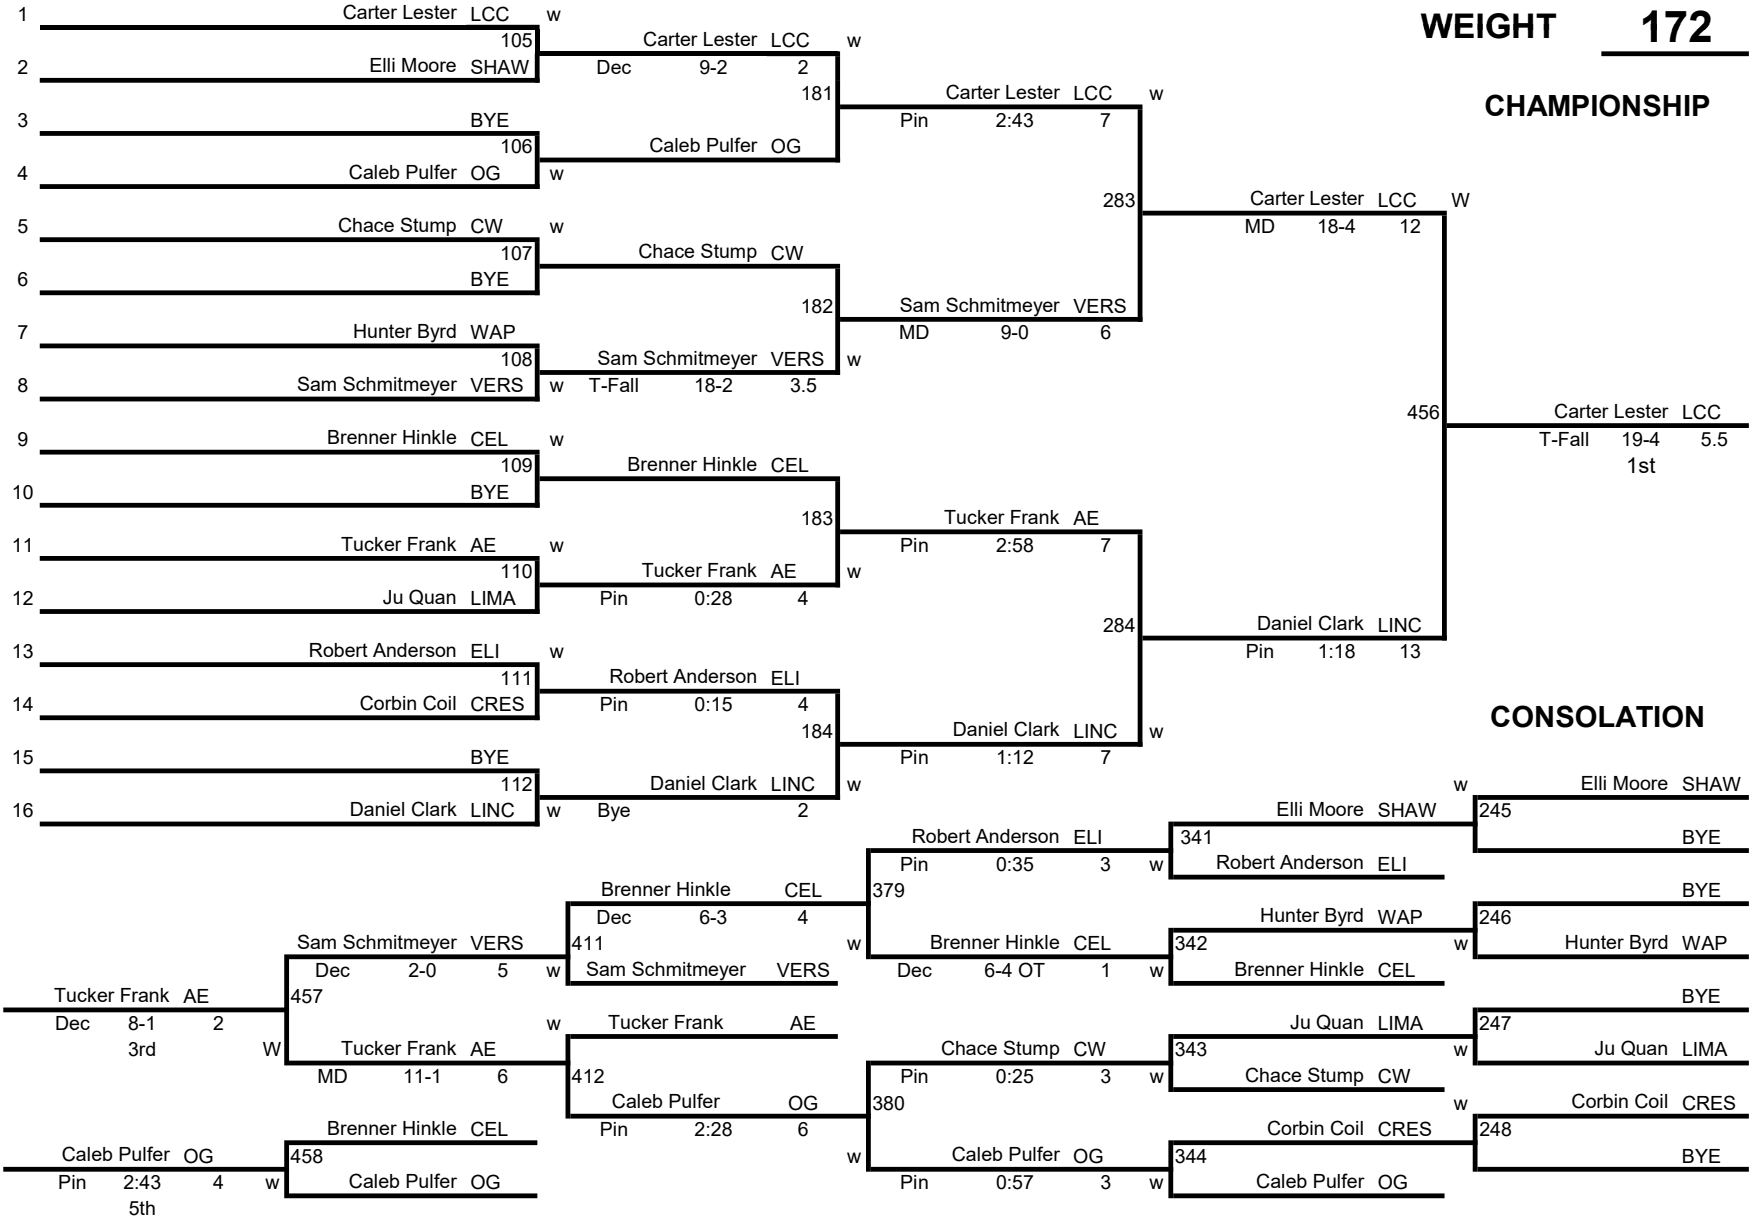 1 Carter Lester LCC w
WEIGHT 172
105 Carter Lester LCC w
2 Elli Moore SHAW Dec 9-2 2
181 Carter Lester LCC w
CHAMPIONSHIP
3 BYE Pin 2:43 7
106 Caleb Pulfer OG
4 Caleb Pulfer OG w
283 Carter Lester LCC W
5 Chace Stump CW w MD 18-4 12
107 Chace Stump CW
6 BYE
182 Sam Schmitmeyer VERS
7 Hunter Byrd WAP MD 9-0 6
108 Sam Schmitmeyer VERS w
8 Sam Schmitmeyer VERS w T-Fall 18-2 3.5
456 Carter Lester LCC
9 Brenner Hinkle CEL w T-Fall 19-4 5.5
109 Brenner Hinkle CEL 1st
10 BYE
183 Tucker Frank AE
11 Tucker Frank AE w Pin 2:58 7
110 Tucker Frank AE w
12 Ju Quan LIMA Pin 0:28 4
284 Daniel Clark LINC
13 Robert Anderson ELI w Pin 1:18 13
111 Robert Anderson ELI
14 Corbin Coil CRES Pin 0:15 4
CONSOLATION
184 Daniel Clark LINC w
15 BYE Pin 1:12 7
112 Daniel Clark LINC w w Elli Moore SHAW
16 Daniel Clark LINC w Bye 2 Elli Moore SHAW 245
Robert Anderson ELI 341 BYE
Pin 0:35 3 w Robert Anderson ELI
Brenner Hinkle CEL 379 BYE
Dec 6-3 4 Hunter Byrd WAP 246
Sam Schmitmeyer VERS 411 w Brenner Hinkle CEL 342 w Hunter Byrd WAP
Dec 2-0 5 w Sam Schmitmeyer VERS Dec 6-4 OT 1 w Brenner Hinkle CEL
Tucker Frank AE 457 BYE
Dec 8-1 2 w Tucker Frank AE Ju Quan LIMA 247
3rd W Tucker Frank AE Chace Stump CW 343 w Ju Quan LIMA
MD 11-1 6 412 Pin 0:25 3 w Chace Stump CW
Caleb Pulfer OG 380 w Corbin Coil CRES
Brenner Hinkle CEL Pin 2:28 6 Corbin Coil CRES 248
Caleb Pulfer OG 458 w Caleb Pulfer OG 344 BYE
Pin 2:43 4 w Caleb Pulfer OG Pin 0:57 3 w Caleb Pulfer OG
5th